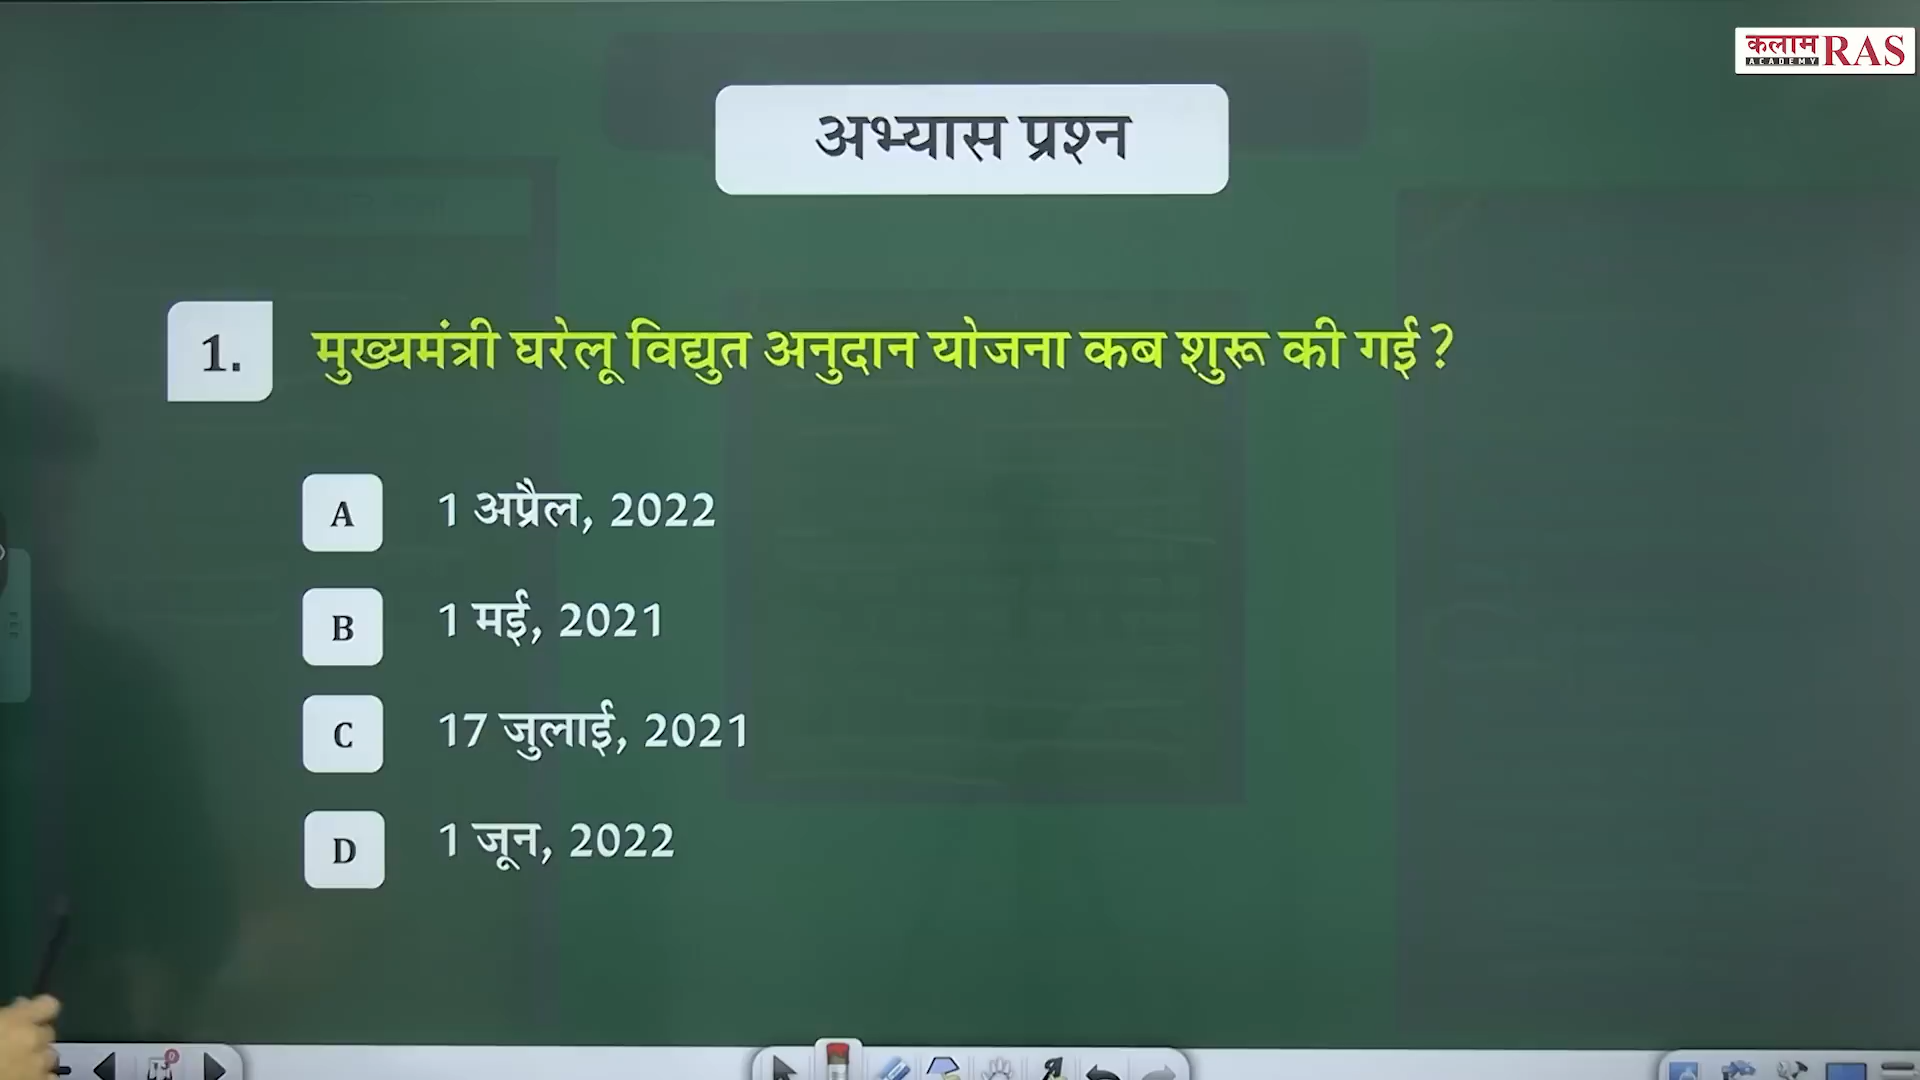 कलाम RAS
ACADEMY
अभ्यास प्रश्न
1. मुख्यमंत्री घरेलू विद्युत अनुदान योजना कब शुरू की गई ?
A 1 अप्रैल, 2022
B 1 मई, 2021
C 17 जुलाई, 2021
D 1 जून, 2022